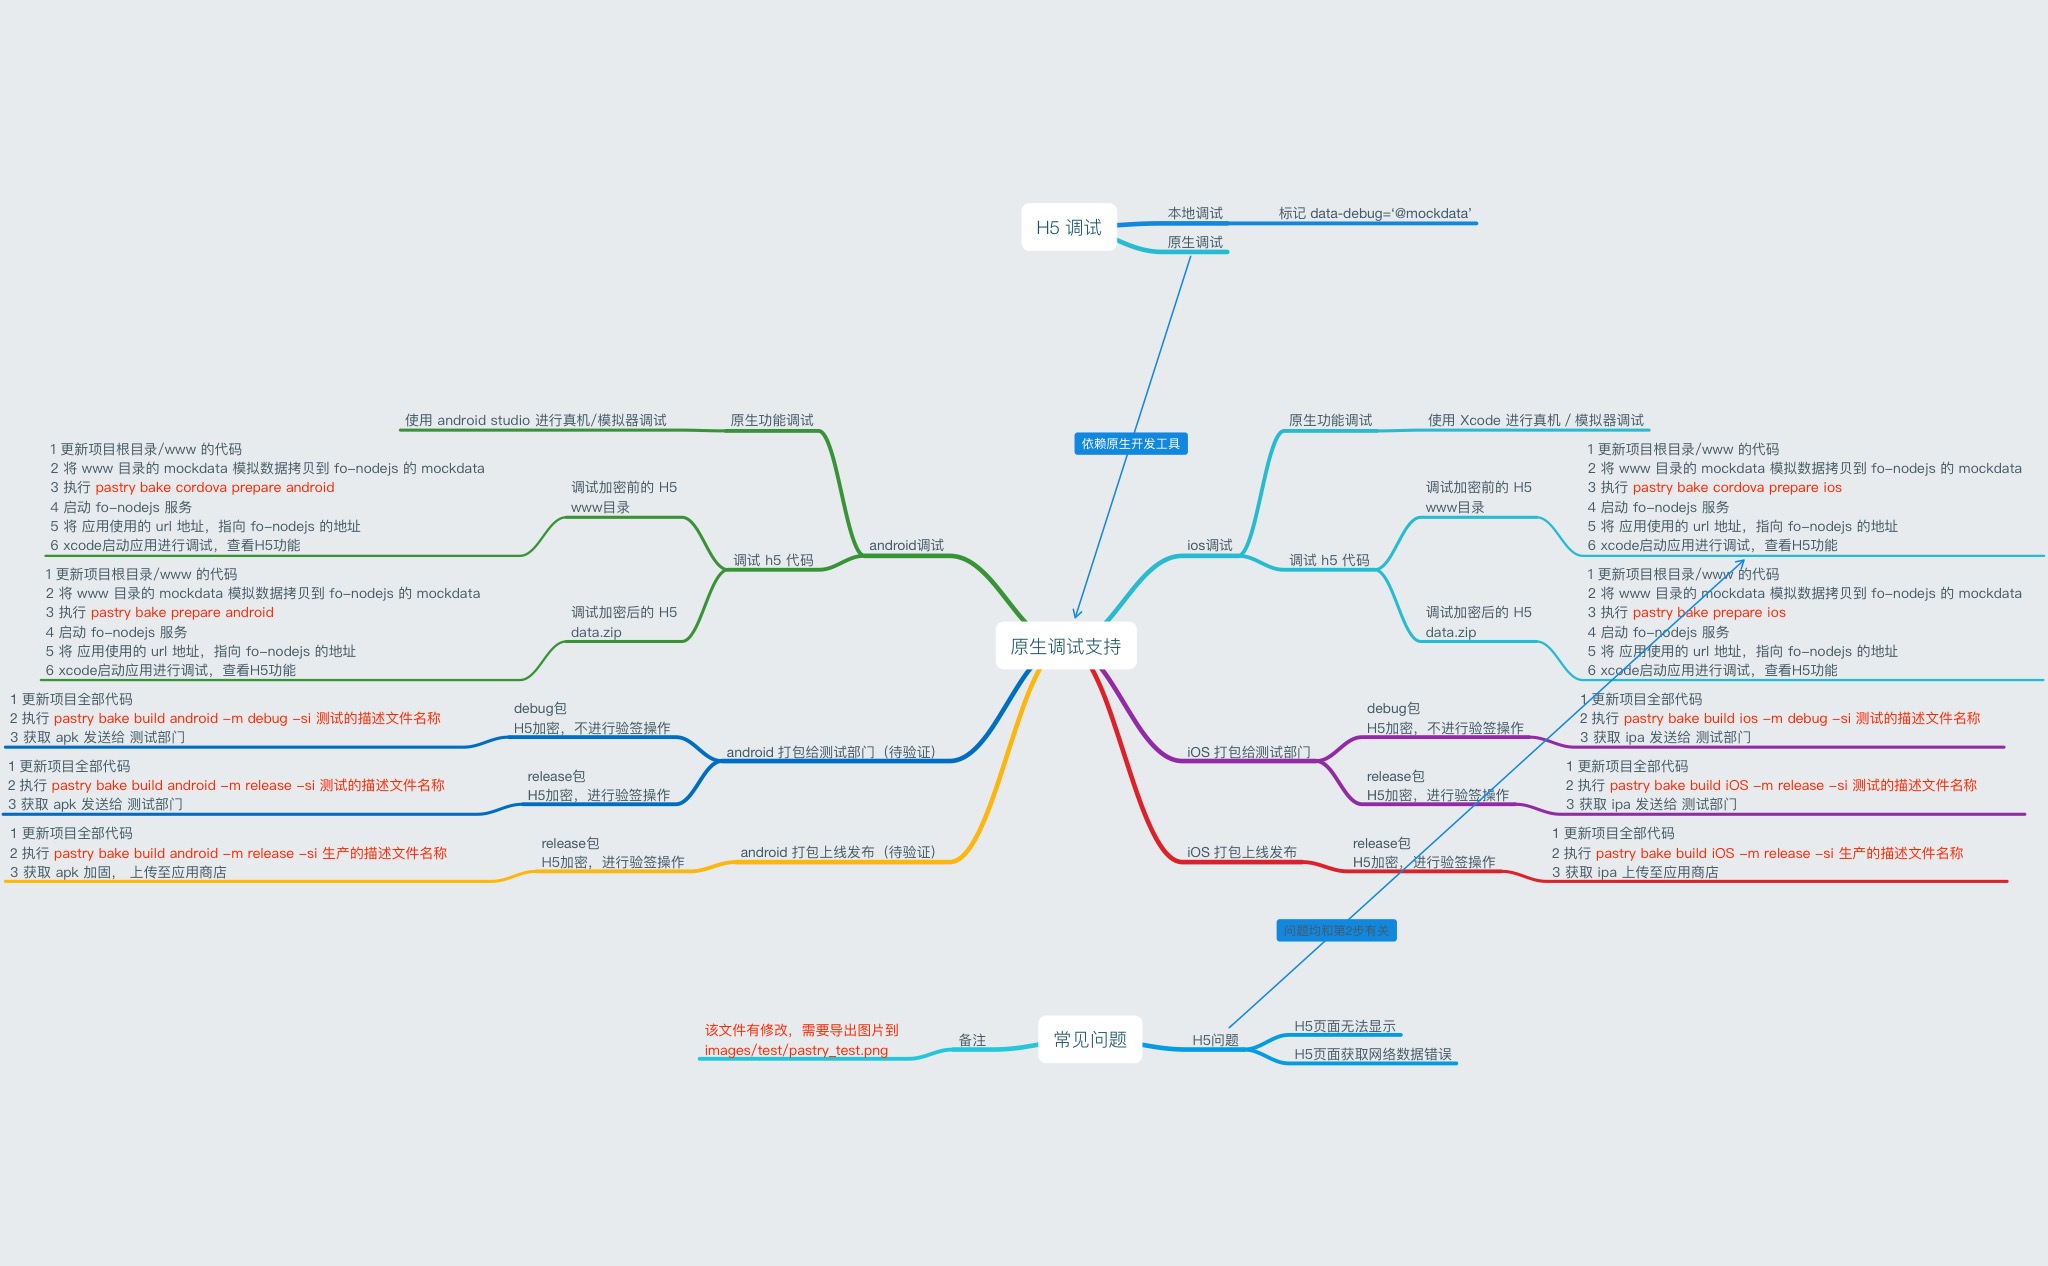 H5 调试
本地调试
标记 data-debug=‘@mockdata’
原生调试
依赖原生开发工具
原生调试支持
android调试
原生功能调试
使用 android studio 进行真机/模拟器调试
调试 h5 代码
调试加密前的 H5
www目录
1 更新项目根目录/www 的代码
2 将 www 目录的 mockdata 模拟数据拷贝到 fo-nodejs 的 mockdata
3 执行 pastry bake cordova prepare android
4 启动 fo-nodejs 服务
5 将 应用使用的 url 地址，指向 fo-nodejs 的地址
6 xcode启动应用进行调试，查看H5功能
调试加密后的 H5
data.zip
1 更新项目根目录/www 的代码
2 将 www 目录的 mockdata 模拟数据拷贝到 fo-nodejs 的 mockdata
3 执行 pastry bake prepare android
4 启动 fo-nodejs 服务
5 将 应用使用的 url 地址，指向 fo-nodejs 的地址
6 xcode启动应用进行调试，查看H5功能
android 打包给测试部门（待验证）
debug包
H5加密，不进行验签操作
1 更新项目全部代码
2 执行 pastry bake build android -m debug -si 测试的描述文件名称
3 获取 apk 发送给 测试部门
release包
H5加密，进行验签操作
1 更新项目全部代码
2 执行 pastry bake build android -m release -si 测试的描述文件名称
3 获取 apk 发送给 测试部门
android 打包上线发布（待验证）
release包
H5加密，进行验签操作
1 更新项目全部代码
2 执行 pastry bake build android -m release -si 生产的描述文件名称
3 获取 apk 加固， 上传至应用商店
ios调试
原生功能调试
使用 Xcode 进行真机 / 模拟器调试
调试 h5 代码
调试加密前的 H5
www目录
1 更新项目根目录/www 的代码
2 将 www 目录的 mockdata 模拟数据拷贝到 fo-nodejs 的 mockdata
3 执行 pastry bake cordova prepare ios
4 启动 fo-nodejs 服务
5 将 应用使用的 url 地址，指向 fo-nodejs 的地址
6 xcode启动应用进行调试，查看H5功能
调试加密后的 H5
data.zip
1 更新项目根目录/www 的代码
2 将 www 目录的 mockdata 模拟数据拷贝到 fo-nodejs 的 mockdata
3 执行 pastry bake prepare ios
4 启动 fo-nodejs 服务
5 将 应用使用的 url 地址，指向 fo-nodejs 的地址
6 xcode启动应用进行调试，查看H5功能
iOS 打包给测试部门
debug包
H5加密，不进行验签操作
1 更新项目全部代码
2 执行 pastry bake build ios -m debug -si 测试的描述文件名称
3 获取 ipa 发送给 测试部门
release包
H5加密，进行验签操作
1 更新项目全部代码
2 执行 pastry bake build iOS -m release -si 测试的描述文件名称
3 获取 ipa 发送给 测试部门
iOS 打包上线发布
release包
H5加密，进行验签操作
1 更新项目全部代码
2 执行 pastry bake build iOS -m release -si 生产的描述文件名称
3 获取 ipa 上传至应用商店
问题均和第2步有关
常见问题
备注
该文件有修改，需要导出图片到
images/test/pastry_test.png
H5问题
H5页面无法显示
H5页面获取网络数据错误